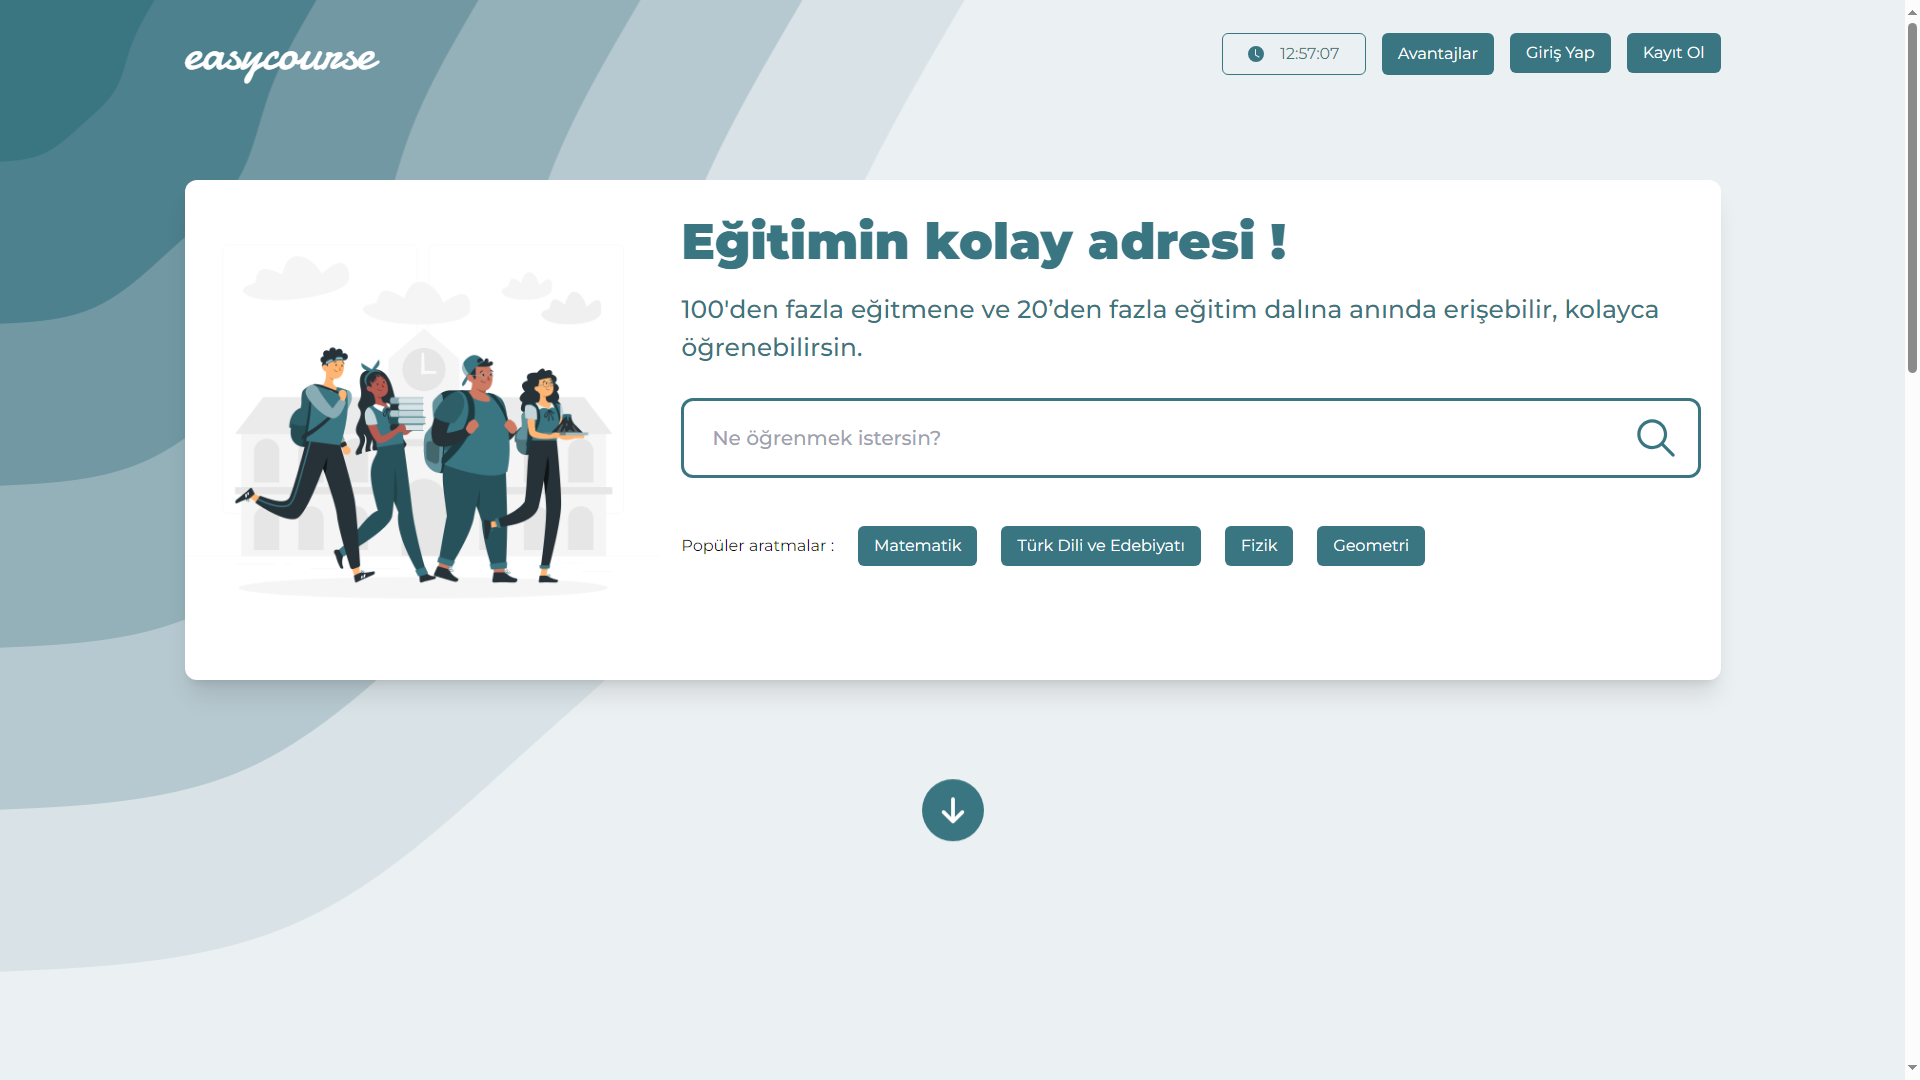 easycourse
12:57:07
Avantajlar
Giriş Yap
Kayıt Ol
Eğitimin kolay adresi !
100'den fazla eğitmene ve 20’den fazla eğitim dalına anında erişebilir, kolayca
öğrenebilirsin.
Ne öğrenmek istersin?
Popüler aratmalar :
Matematik
Türk Dili ve Edebiyatı
Fizik
Geometri